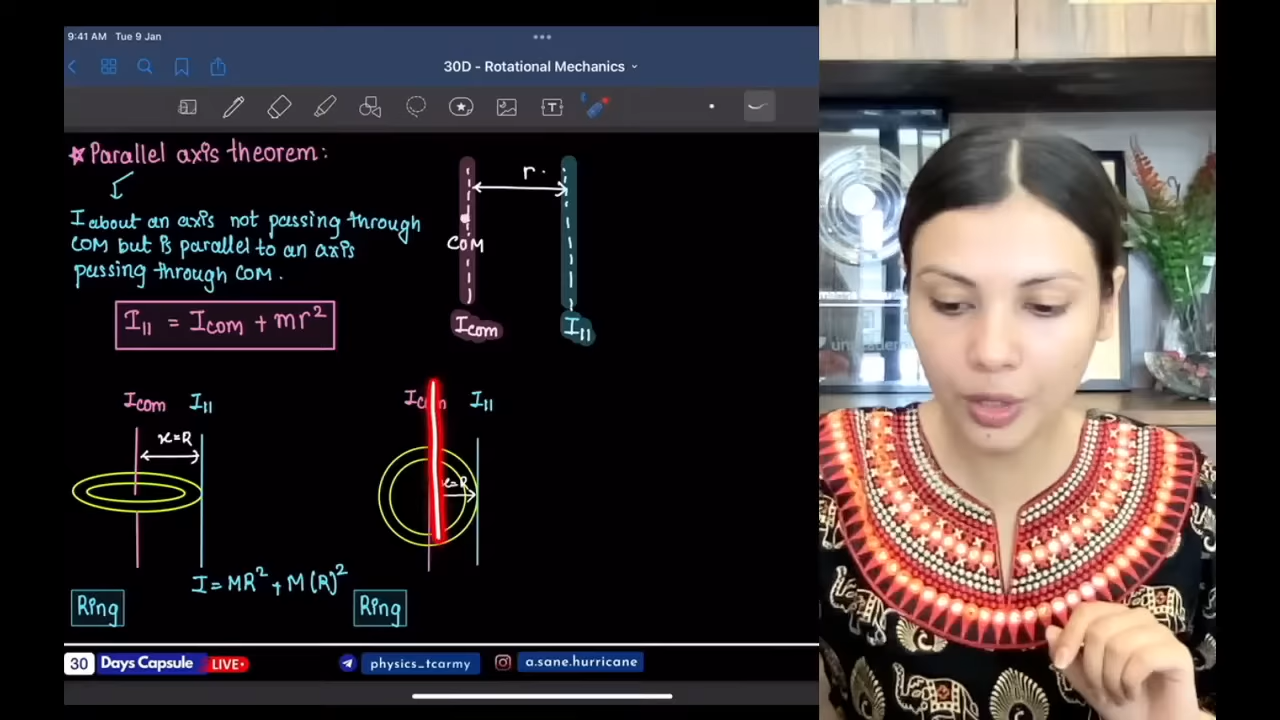 9:41 AM Tue 9 Jan
30D - Rotational Mechanics
Parallel axis theorem:
I about an axis not passing through
COM but is parallel to an axis
passing through COM.
I|| = Icom + mr²
r
COM
Icom
I||
Icom I||
x=R
I = MR² + M(R)²
Ring
I|| 
Ring
30 Days Capsule LIVE
physics_tcarmy
a.sane.hurricane